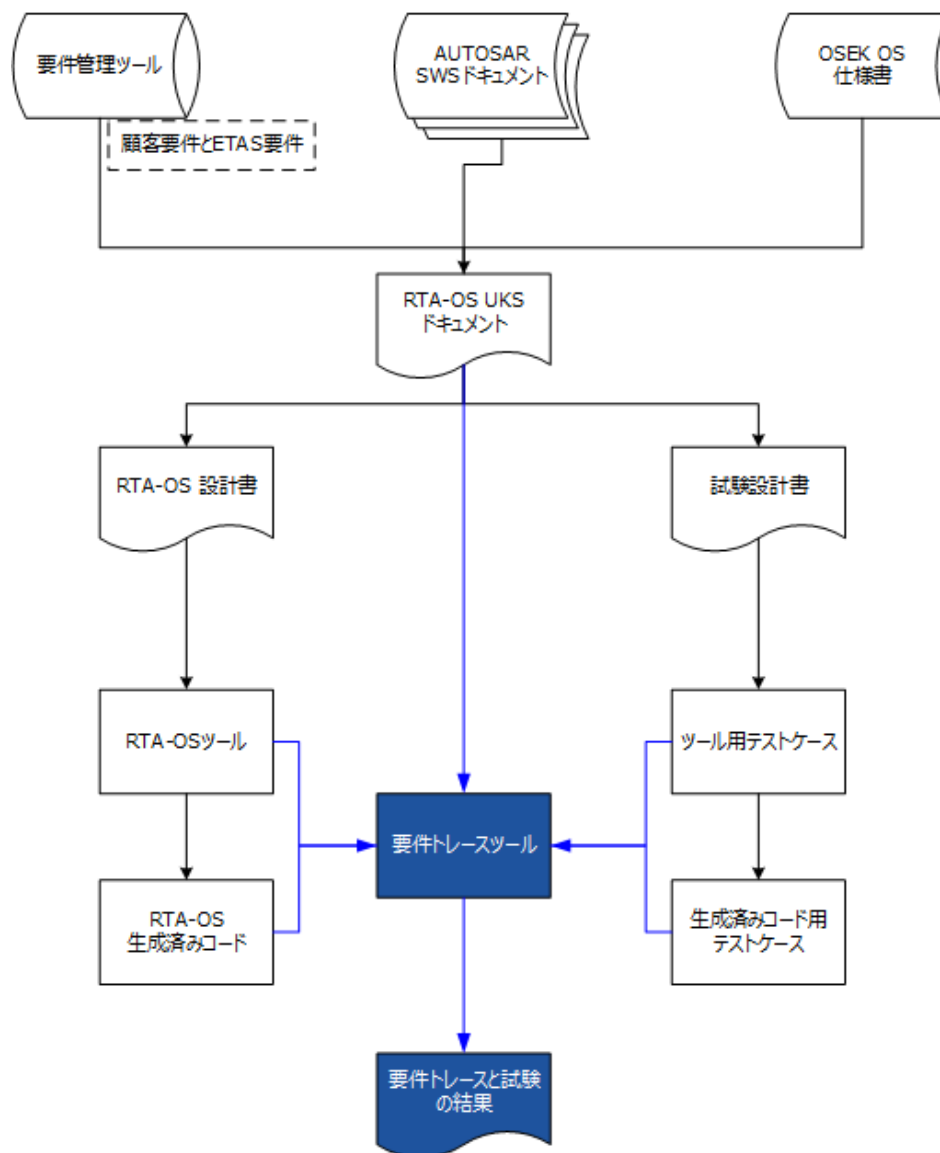 要件管理ツール
AUTOSAR
SWSドキュメント
OSEK OS
仕様書
顧客要件とETAS要件
RTA-OS UKS
ドキュメント
RTA-OS 設計書
試験設計書
RTA-OSツール
ツール用テストケース
要件トレースツール
RTA-OS
生成済みコード
生成済みコード用
テストケース
要件トレースと試験
の結果